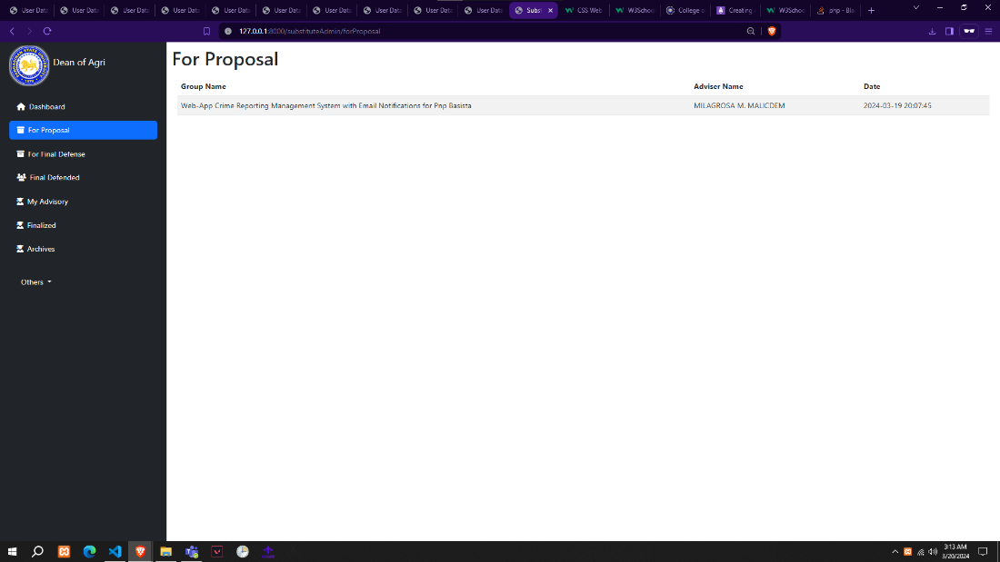 User Data User Data User Data User Data User Data User Data User Data User Data User Data User Data Subst CSS Web W3Schoo College o Creating W3Schoo php - Bla
127.0.0.1:8000/substituteAdmin/forProposal
Dean of Agri
For Proposal
Group Name Adviser Name Date
Web-App Crime Reporting Management System with Email Notifications for Pnp Basista MILAGROSA M. MALICDEM 2024-03-19 20:07:45
Dashboard
For Proposal
For Final Defense
Final Defended
My Advisory
Finalized
Archives
Others
3:13 AM
3/20/2024